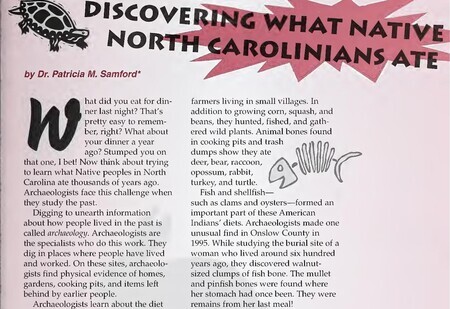 DISCOVERING WHAT NATIVE
NORTH CAROLINIANS ATE
by Dr. Patricia M. Samford*
What did you eat for din-
ner last night? That's
pretty easy to remem-
ber, right? What about
your dinner a year
ago? Stumped you on
that one, I bet! Now think about trying
to learn what Native peoples in North
Carolina ate thousands of years ago.
Archaeologists face this challenge when
they study the past.
Digging to unearth information
about how people lived in the past is
called archaeology. Archaeologists are
the specialists who do this work. They
dig in places where people have lived
and worked. On these sites, archaeolo-
gists find physical evidence of homes,
gardens, cooking pits, and items left
behind by earlier people.
Archaeologists learn about the diet
farmers living in small villages. In
addition to growing corn, squash, and
beans, they hunted, fished, and gath-
ered wild plants. Animal bones found
in cooking pits and trash
dumps show they ate
deer, bear, raccoon,
opossum, rabbit,
turkey, and turtle.
Fish and shellfish—
such as clams and oysters—formed an
important part of these American
Indians' diets. Archaeologists made one
unusual find in Onslow County in
1995. While studying the burial site of a
woman who lived around six hundred
years ago, they discovered walnut-
sized clumps of fish bone. The mullet
and pinfish bones were found where
her stomach had once been. They were
remains from her last meal!